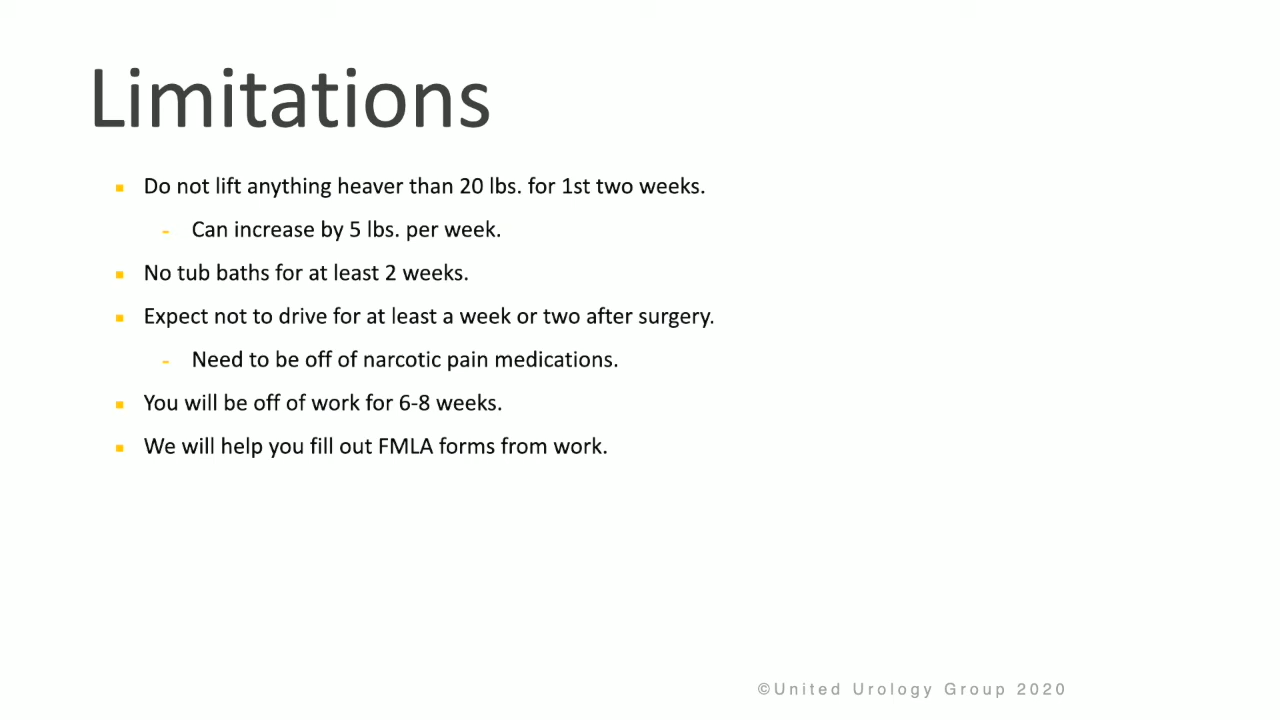 Limitations
Do not lift anything heaver than 20 lbs. for 1st two weeks.
- Can increase by 5 lbs. per week.
No tub baths for at least 2 weeks.
Expect not to drive for at least a week or two after surgery.
- Need to be off of narcotic pain medications.
You will be off of work for 6-8 weeks.
We will help you fill out FMLA forms from work.
©United Urology Group 2020